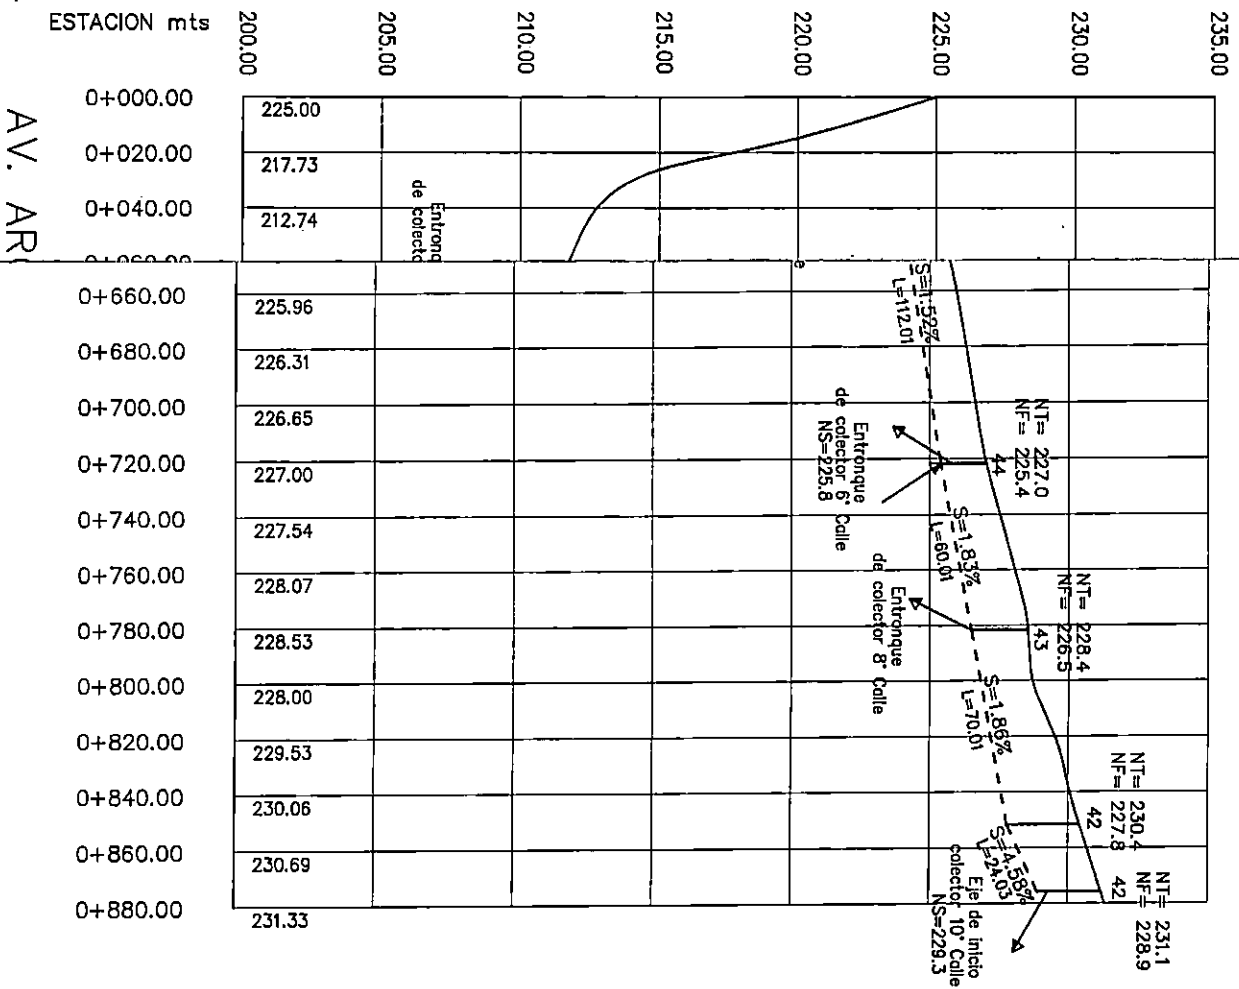 ESTACION mts
200.00
205.00
210.00
215.00
220.00
225.00
230.00
235.00
AV. AR
0+000.00
225.00
0+020.00
217.73
0+040.00
212.74
Entronq
de colecto
0+660.00
225.96
0+680.00
226.31
0+700.00
226.65
0+720.00
227.00
0+740.00
227.54
0+760.00
228.07
0+780.00
228.53
0+800.00
228.00
0+820.00
229.53
0+840.00
230.06
0+860.00
230.69
0+880.00
231.33
e
S=1.52%
L=112.01
NT= 227.0
NF= 225.4
44
Entronque
de colector 6° Calle
NS=225.8
S=1.83%
L=60.01
NT= 228.4
NF= 226.5
43
Entronque
de colector 8° Calle
S=1.86%
L=70.01
NT= 230.4
NF= 227.8
42
S=4.58%
L=24.03
NT= 231.1
NF= 228.9
42
Eje de inicio
colector 10° Calle
NS=229.3